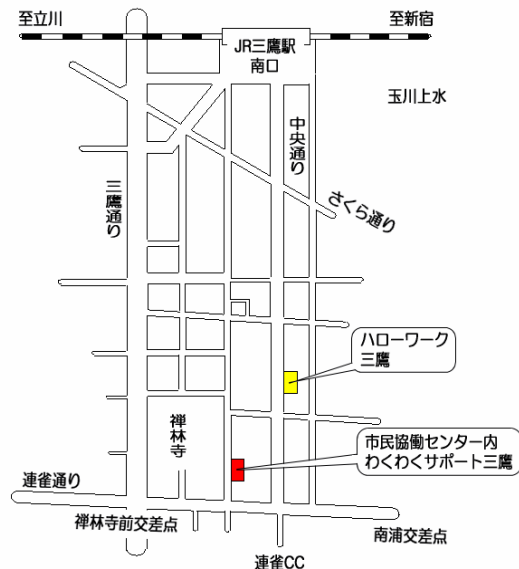 至立川
至新宿
JR三鷹駅
南口
玉川上水
中央通り
三鷹通り
さくら通り
ハローワーク
三鷹
禅林寺
市民協働センター内
わくわくサポート三鷹
連雀通り
禅林寺前交差点
南浦交差点
連雀CC